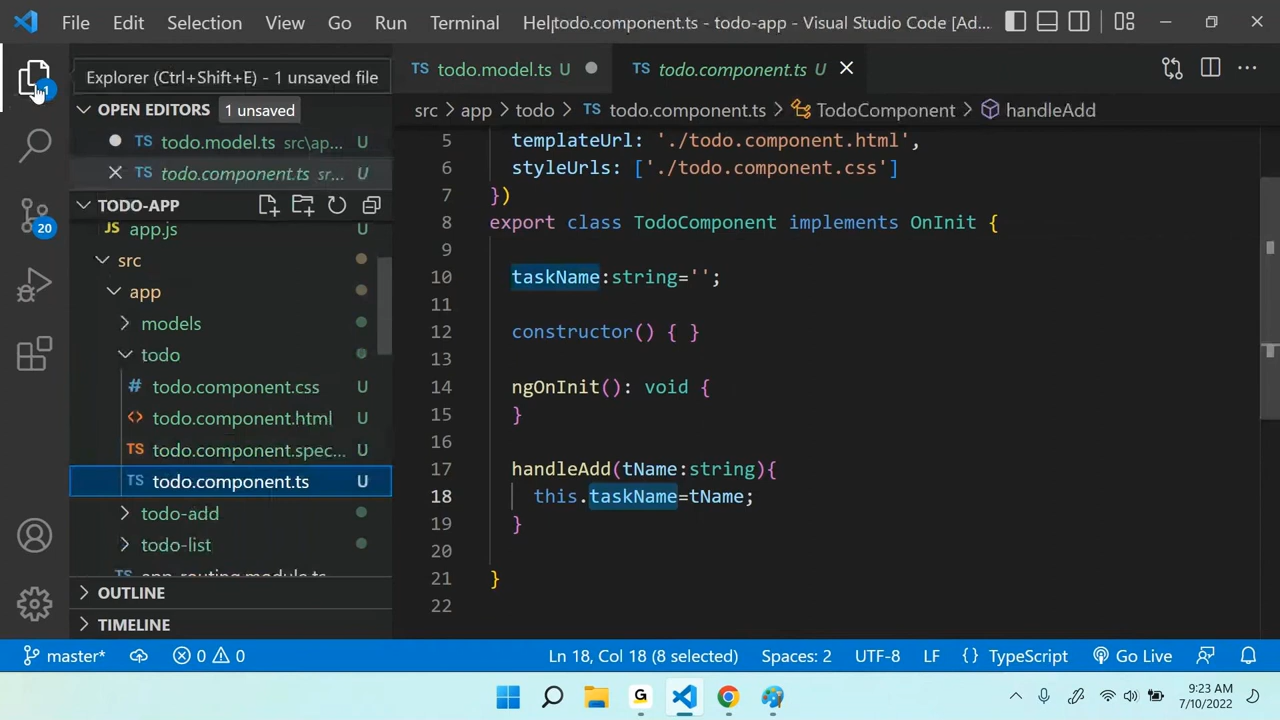 File Edit Selection View Go Run Terminal Help
todo.component.ts - todo-app - Visual Studio Code [Ad...
Explorer (Ctrl+Shift+E) - 1 unsaved file
1
OPEN EDITORS 1 unsaved
TS todo.model.ts src\ap... U
TS todo.component.ts sr... U
TODO-APP
JS app.js
src
app
models
todo
# todo.component.css U
<> todo.component.html U
TS todo.component.spec... U
TS todo.component.ts U
todo-add
todo-list
TS app-routing.module.ts
OUTLINE
TIMELINE
20
TS todo.model.ts U
TS todo.component.ts U
src > app > todo > TS todo.component.ts > TodoComponent > handleAdd
5 templateUrl: './todo.component.html',
6 styleUrls: ['./todo.component.css']
7 })
8 export class TodoComponent implements OnInit {
9
10 taskName:string='';
11
12 constructor() { }
13
14 ngOnInit(): void {
15 }
16
17 handleAdd(tName:string){
18 this.taskName=tName;
19 }
20
21 }
22
master* 0 0 Ln 18, Col 18 (8 selected) Spaces: 2 UTF-8 LF {} TypeScript Go Live
G
9:23 AM
7/10/2022